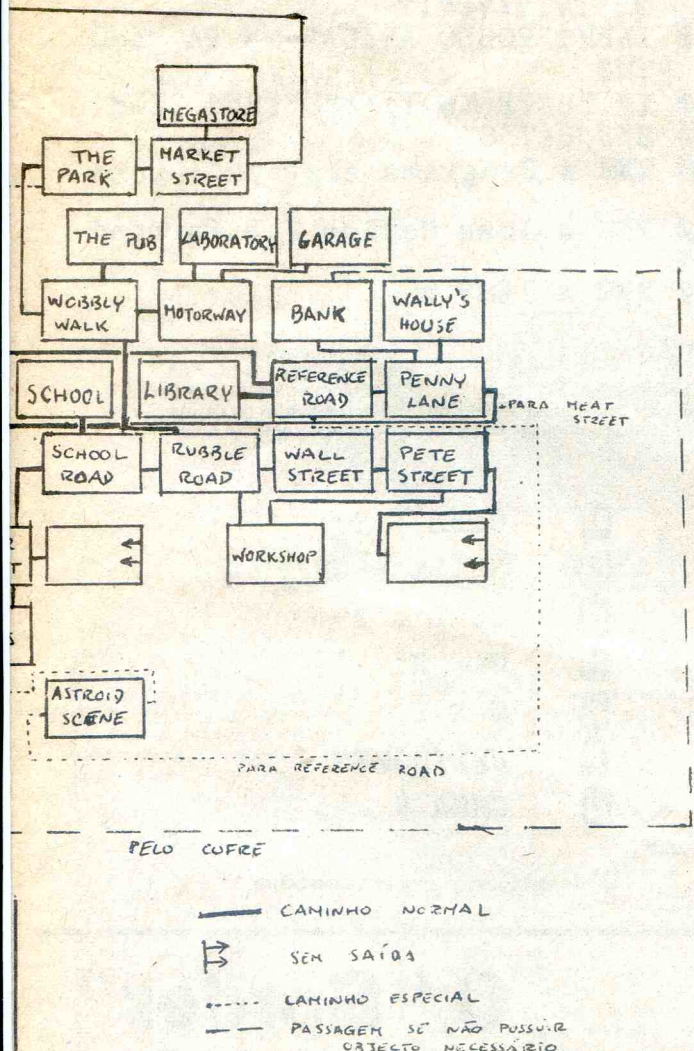 MEGASTORE
THE
PARK
MARKET
STREET
THE PUB
LABORATORY
GARAGE
WOBBLY
WALK
MOTORWAY
BANK
WALLY'S
HOUSE
SCHOOL
LIBRARY
REFERENCE
ROAD
PENNY
LANE
PARA MEAT
STREET
SCHOOL
ROAD
RUBBLE
ROAD
WALL
STREET
PETE
STREET
WORKSHOP
ASTROID
SCENE
PARA REFERENCE ROAD
PELO COFRE
CAMINHO NORMAL
SEM SAÍDA
CAMINHO ESPECIAL
PASSAGEM SE NÃO POSSUIR
OBJECTO NECESSÁRIO